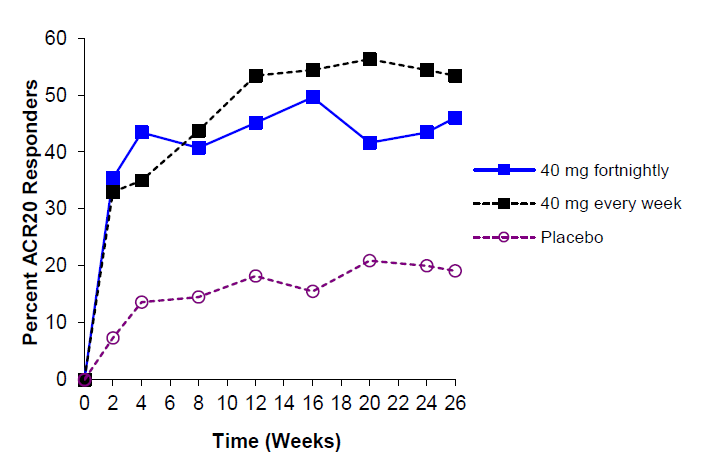 60
50
40
30
20
10
0
Percent ACR20 Responders
0 2 4 6 8 10 12 14 16 18 20 22 24 26
Time (Weeks)
40 mg fortnightly
40 mg every week
Placebo